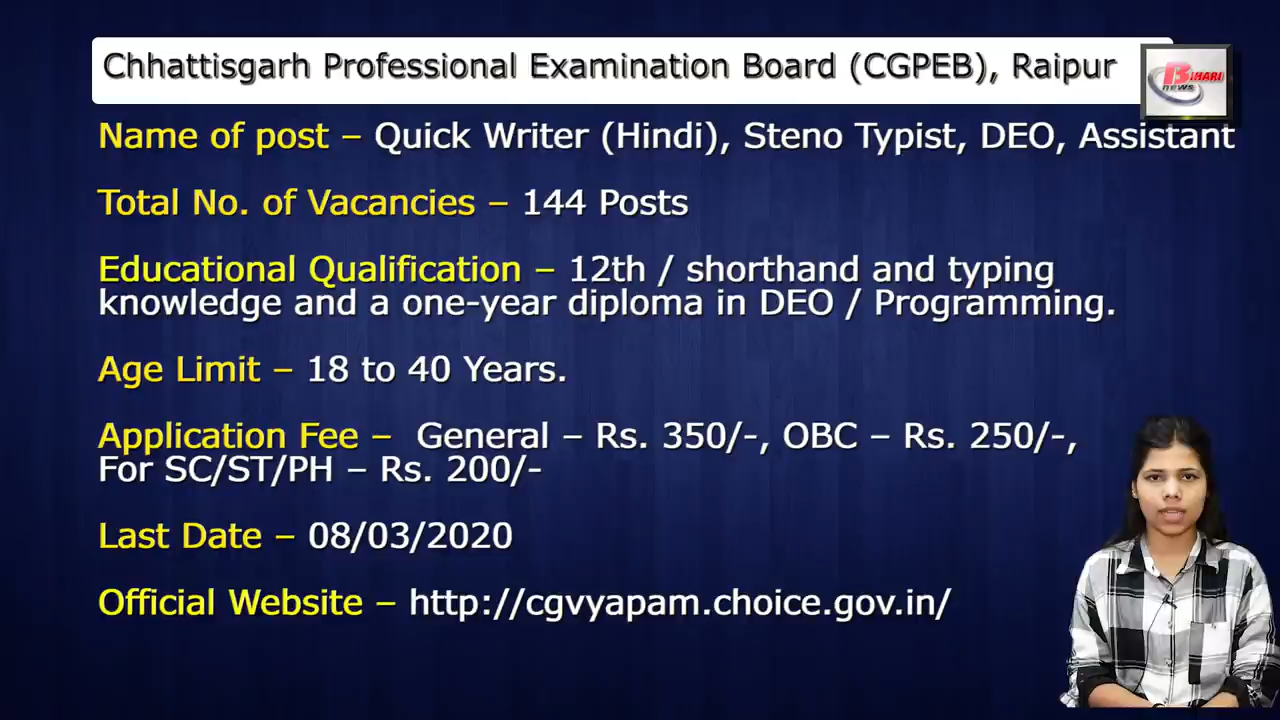 Chhattisgarh Professional Examination Board (CGPEB), Raipur
BIHARI
news
Name of post – Quick Writer (Hindi), Steno Typist, DEO, Assistant
Total No. of Vacancies – 144 Posts
Educational Qualification – 12th / shorthand and typing
knowledge and a one-year diploma in DEO / Programming.
Age Limit – 18 to 40 Years.
Application Fee – General – Rs. 350/-, OBC – Rs. 250/-,
For SC/ST/PH – Rs. 200/-
Last Date – 08/03/2020
Official Website – http://cgvyapam.choice.gov.in/